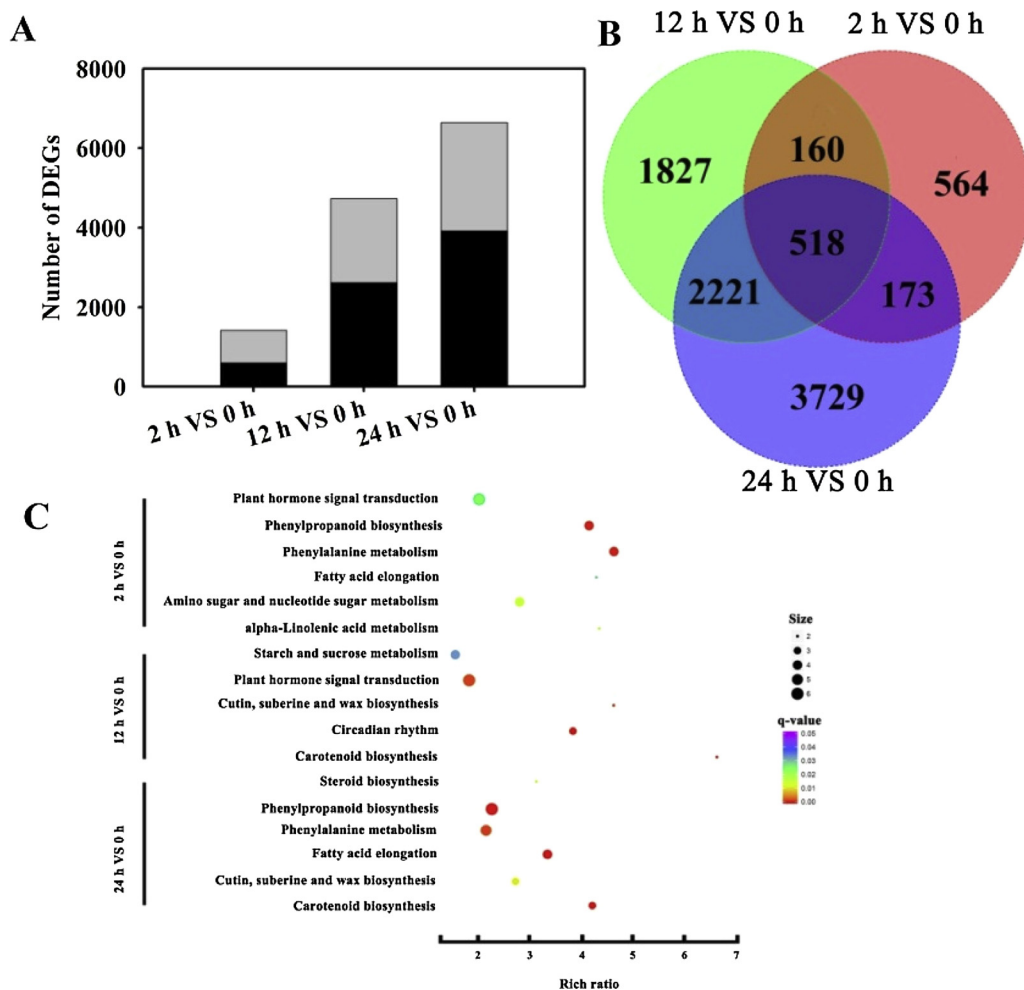 A
8000
6000
4000
2000
0
Number of DEGs
2 h VS 0 h
12 h VS 0 h
24 h VS 0 h
B
12 h VS 0 h
2 h VS 0 h
1827
160
564
518
2221
173
3729
24 h VS 0 h
C
2 h VS 0 h
Plant hormone signal transduction
Phenylpropanoid biosynthesis
Phenylalanine metabolism
Fatty acid elongation
Amino sugar and nucleotide sugar metabolism
alpha-Linolenic acid metabolism
12 h VS 0 h
Starch and sucrose metabolism
Plant hormone signal transduction
Cutin, suberine and wax biosynthesis
Circadian rhythm
Carotenoid biosynthesis
24 h VS 0 h
Steroid biosynthesis
Phenylpropanoid biosynthesis
Phenylalanine metabolism
Fatty acid elongation
Cutin, suberine and wax biosynthesis
Carotenoid biosynthesis
2 3 4 5 6 7
Rich ratio
Size
2
3
4
5
6
q-value
0.05
0.04
0.03
0.02
0.01
0.00